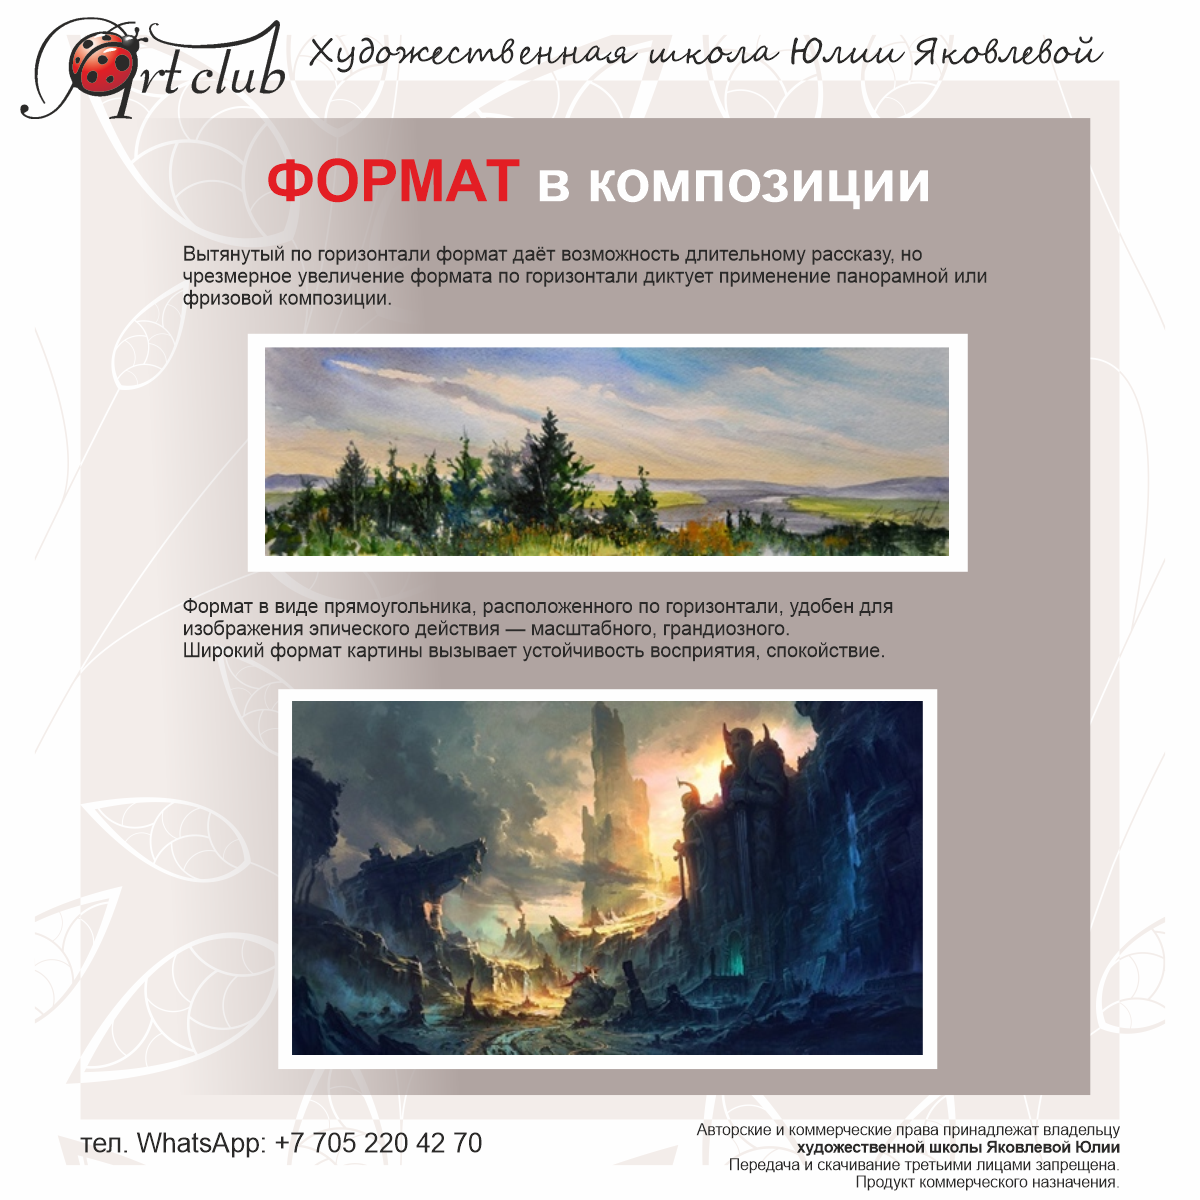 Art club
Художественная школа Юлии Яковлевой
ФОРМАТ в композиции
Вытянутый по горизонтали формат даёт возможность длительному рассказу, но
чрезмерное увеличение формата по горизонтали диктует применение панорамной или
фризовой композиции.
Формат в виде прямоугольника, расположенного по горизонтали, удобен для
изображения эпического действия — масштабного, грандиозного.
Широкий формат картины вызывает устойчивость восприятия, спокойствие.
тел. WhatsApp: +7 705 220 42 70
Авторские и коммерческие права принадлежат владельцу
художественной школы Яковлевой Юлии
Передача и скачивание третьими лицами запрещена.
Продукт коммерческого назначения.